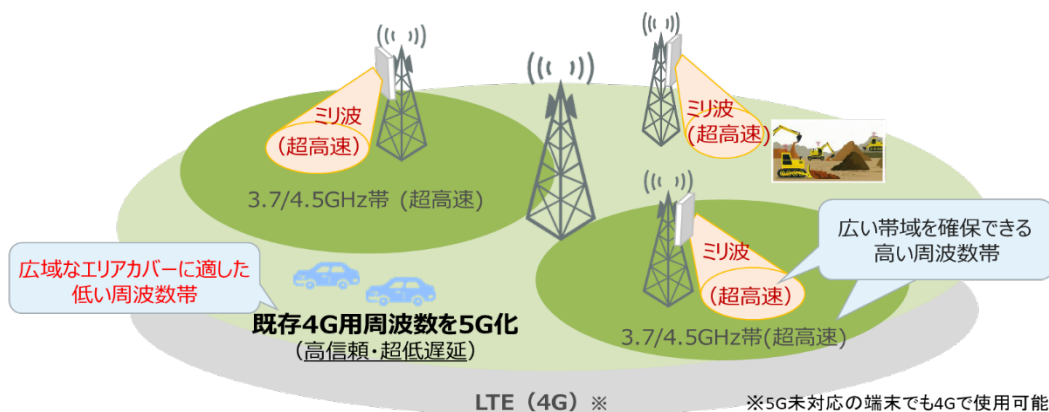 ミリ波
(超高速)
3.7/4.5GHz帯 (超高速)
ミリ波
(超高速)
広い帯域を確保できる
高い周波数帯
ミリ波
(超高速)
3.7/4.5GHz帯(超高速)
広域なエリアカバーに適した
低い周波数帯
既存4G用周波数を5G化
(高信頼・超低遅延)
LTE(4G)※
※5G未対応の端末でも4Gで使用可能